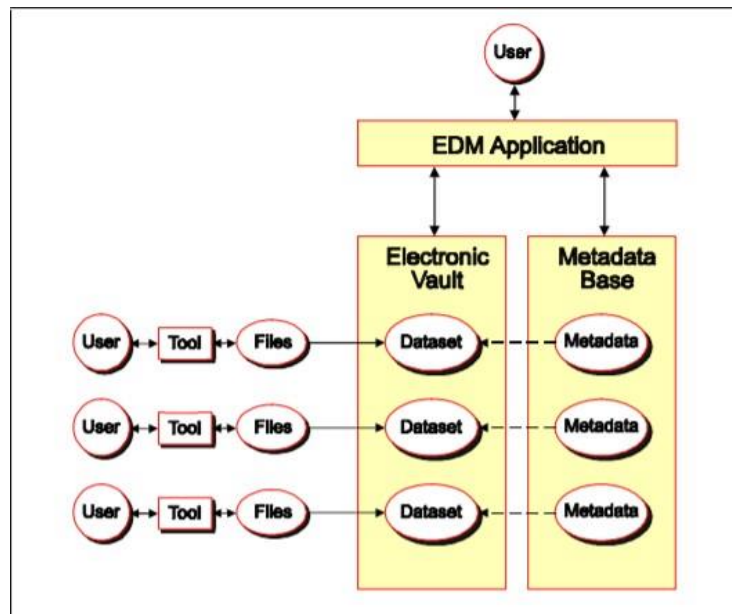 User
EDM Application
Electronic
Vault
Metadata
Base
User Tool Files Dataset Metadata
User Tool Files Dataset Metadata
User Tool Files Dataset Metadata